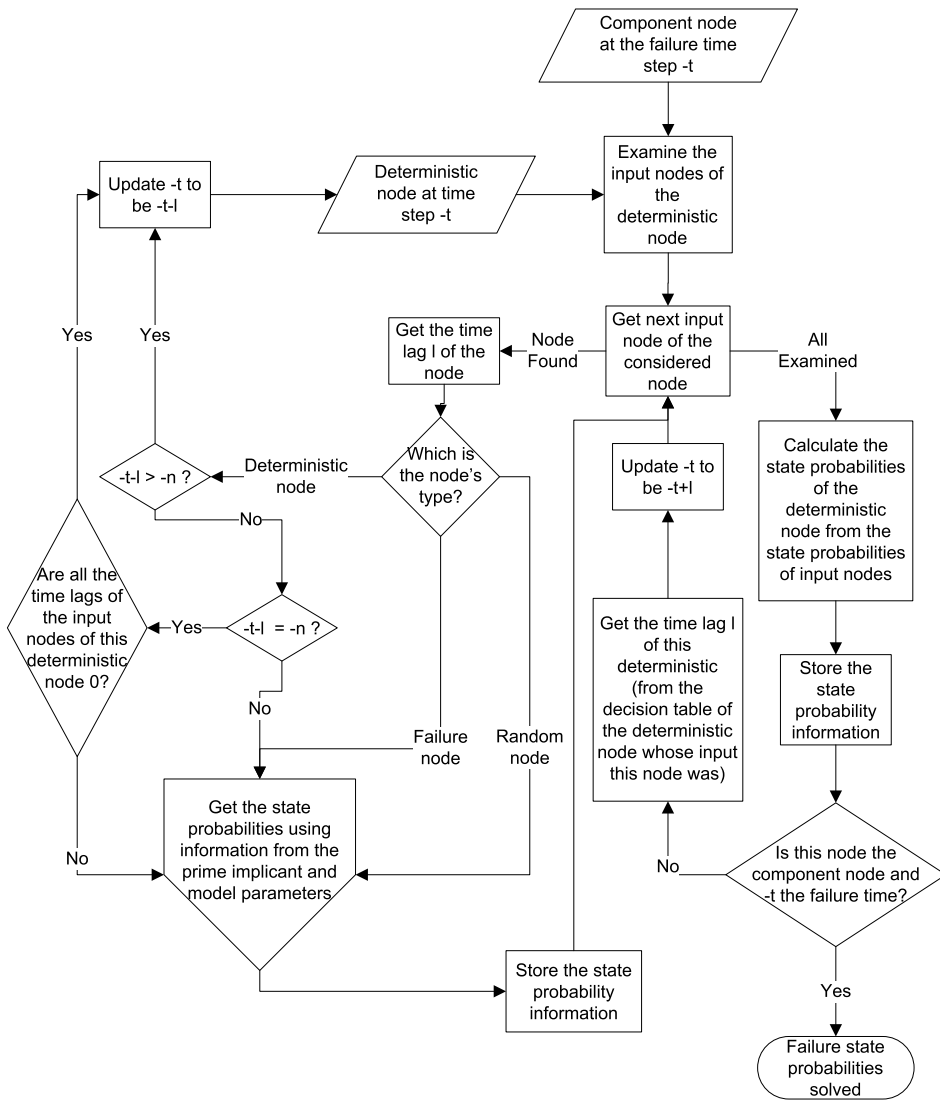 Component node
at the failure time
step -t
Examine the
input nodes of
the
deterministic
node
Update -t to
be -t-l
Deterministic
node at time
step -t
Get next input
node of the
considered
node
Node
Found
All
Examined
Get the time
lag l of the
node
Yes
Yes
Which is
the node's
type?
Deterministic
node
-t-l > -n ?
No
Update -t to
be -t+l
Calculate the
state probabilities
of the
deterministic
node from the
state probabilities
of input nodes
Are all the
time lags of
the input
nodes of this
deterministic
node 0?
Yes
-t-l = -n ?
No
Get the time lag l
of this
deterministic
(from the
decision table of
the deterministic
node whose input
this node was)
Store the
state
probability
information
Failure
node
Random
node
Get the state
probabilities using
information from the
prime implicant and
model parameters
No
No
Is this node the
component node and
-t the failure time?
Store the state
probability
information
Yes
Failure state
probabilities
solved